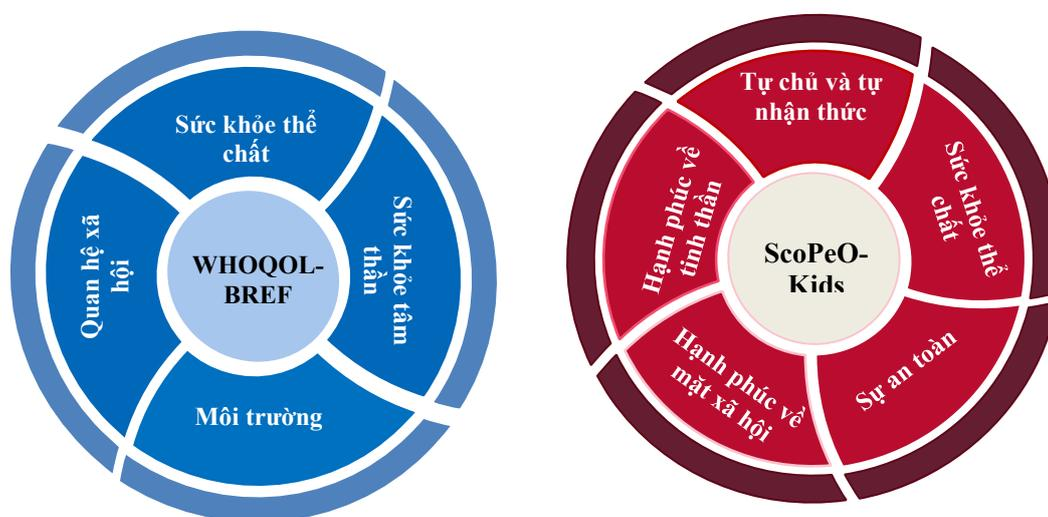 Sức khỏe thể
chất
Sức khỏe tâm
thần
Môi trường
Quan hệ xã
hội
WHOQOL-
BREF
Tự chủ và tự
nhận thức
Sức khỏe thể
chất
Sự an toàn
Hạnh phúc về
mặt xã hội
Hạnh phúc về
tinh thần
ScoPeO-
Kids